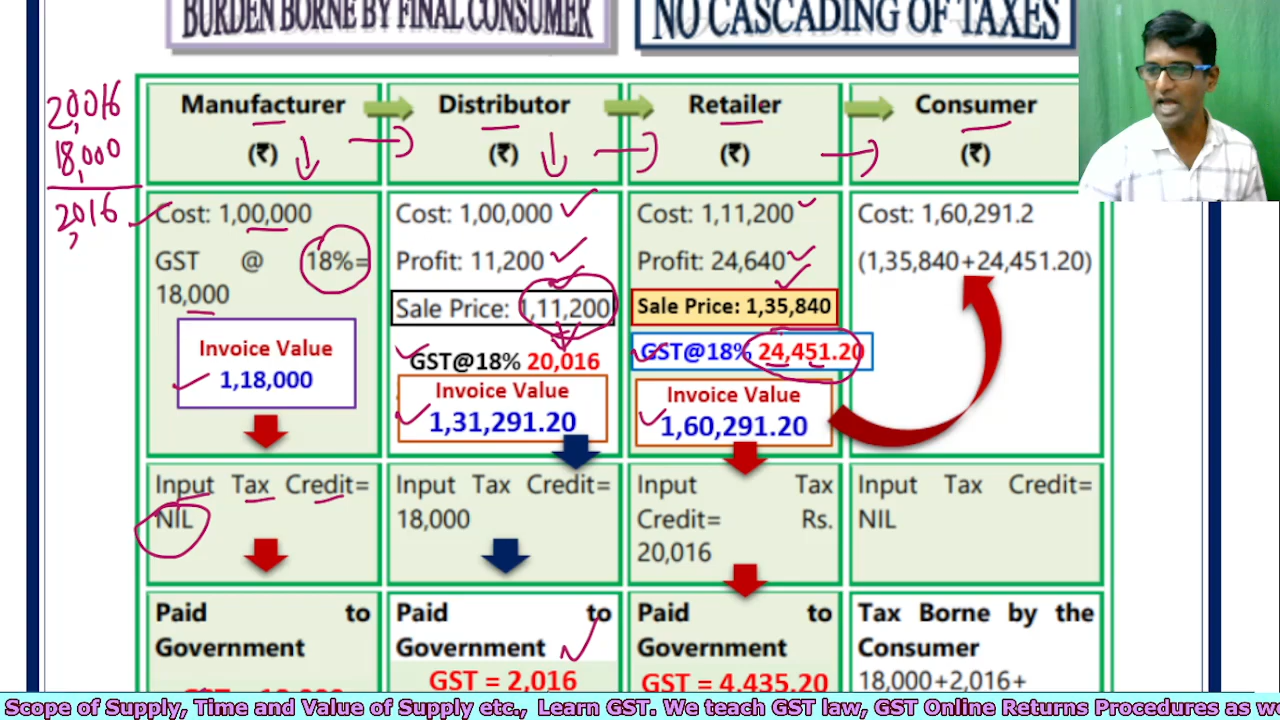 BURDEN BORNE BY FINAL CONSUMER
NO CASCADING OF TAXES
20,016
18,000
2,016
Manufacturer
(₹)
Distributor
(₹)
Retailer
(₹)
Consumer
(₹)
Cost: 1,00,000
GST @ 18%=
18,000
Invoice Value
1,18,000
Cost: 1,00,000
Profit: 11,200
Sale Price: 1,11,200
GST@18% 20,016
Invoice Value
1,31,291.20
Cost: 1,11,200
Profit: 24,640
Sale Price: 1,35,840
GST@18% 24,451.20
Invoice Value
1,60,291.20
Cost: 1,60,291.2
(1,35,840+24,451.20)
Input Tax Credit=
NIL
Input Tax Credit=
18,000
Input Tax
Credit= Rs.
20,016
Input Tax Credit=
NIL
Paid to
Government
Paid to
Government
GST = 2,016
Paid to
Government
GST = 4,435.20
Tax Borne by the
Consumer
18,000+2,016+
Scope of Supply, Time and Value of Supply etc., Learn GST. We teach GST law, GST Online Returns Procedures as we